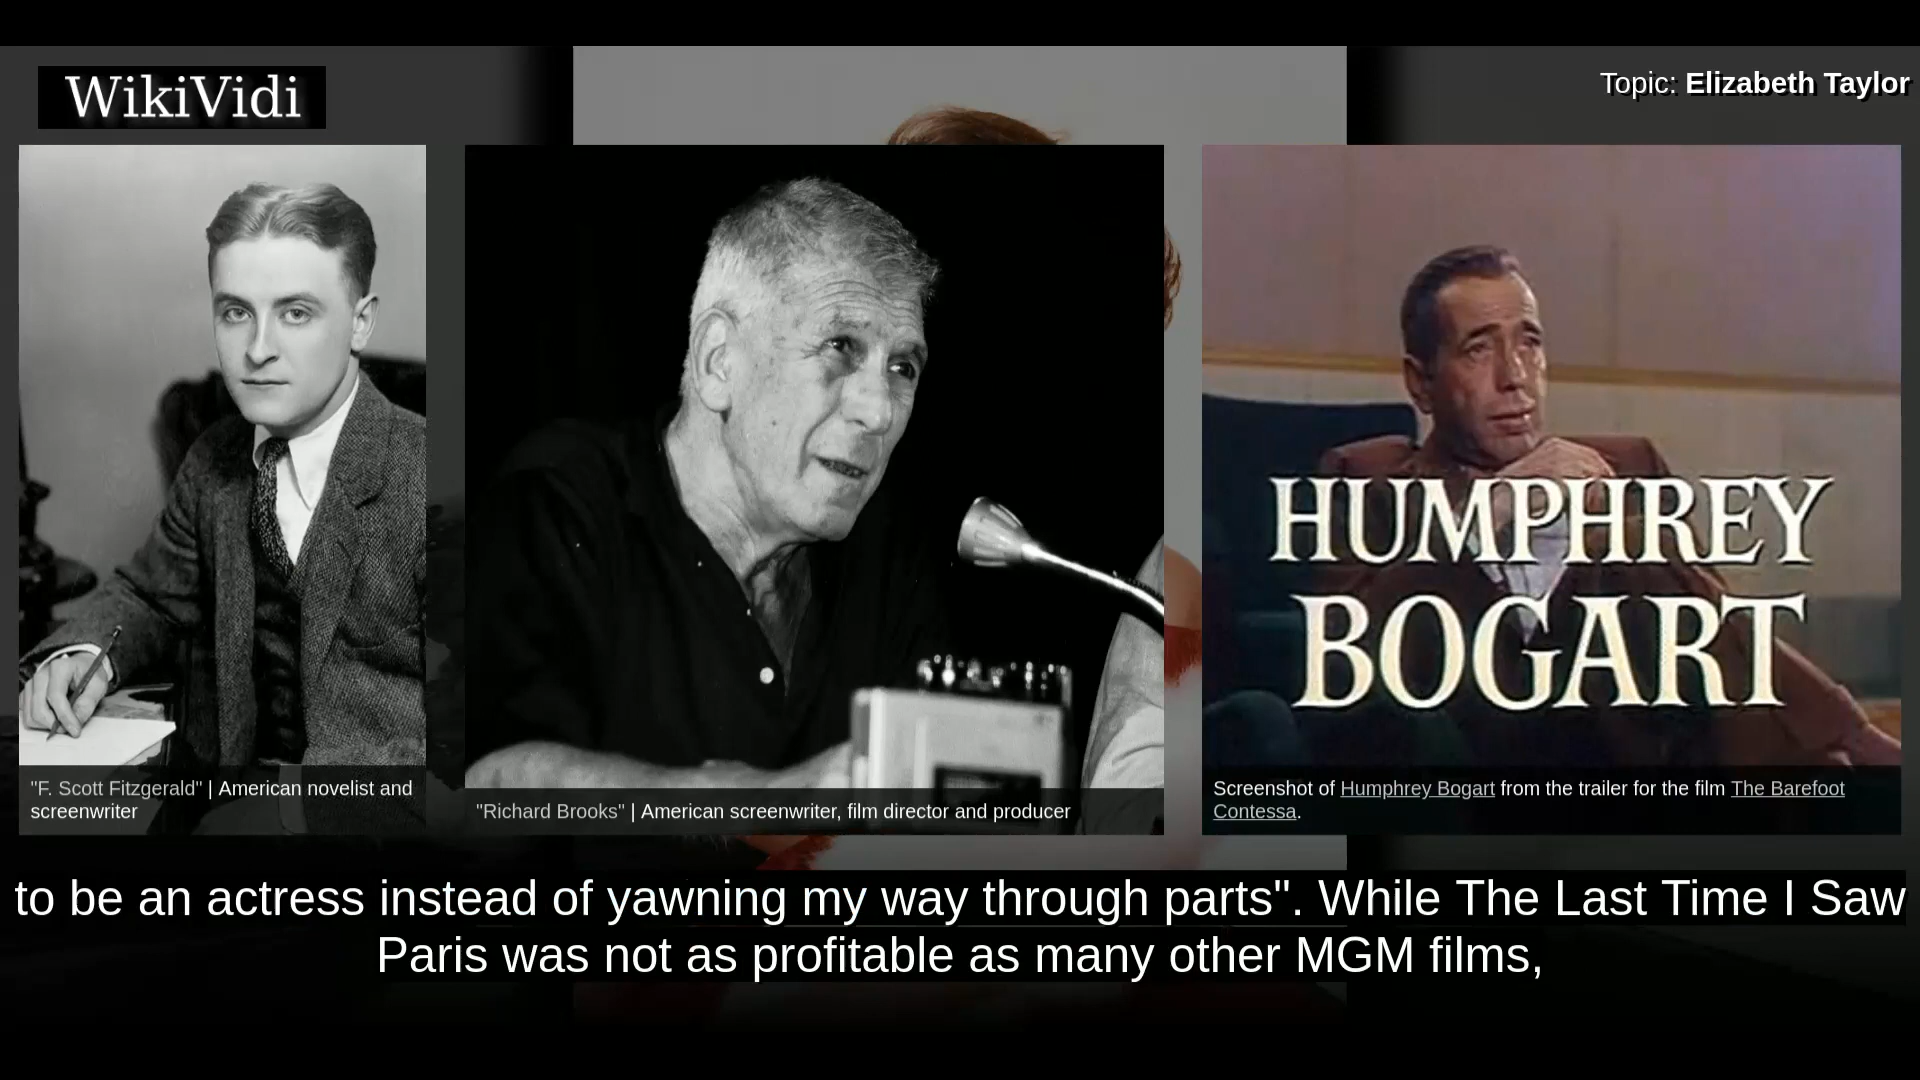 WikiVidi
Topic: Elizabeth Taylor
HUMPHREY
BOGART
"F. Scott Fitzgerald" | American novelist and
screenwriter
"Richard Brooks" | American screenwriter, film director and producer
Screenshot of Humphrey Bogart from the trailer for the film The Barefoot
Contessa.
to be an actress instead of yawning my way through parts". While The Last Time I Saw
Paris was not as profitable as many other MGM films,